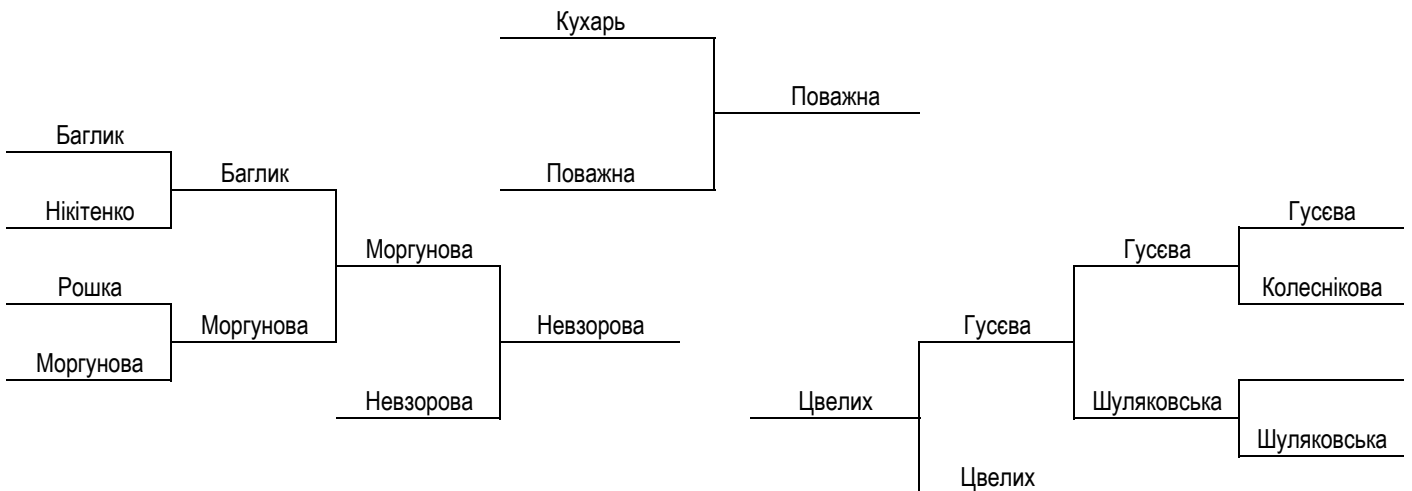 Кухарь
Поважна
Поважна
Баглик
Нікітенко
Рошка
Моргунова
Баглик
Моргунова
Моргунова
Невзорова
Невзорова
Цвелих
Гусєва
Цвелих
Гусєва
Шуляковська
Гусєва
Колеснікова
Шуляковська